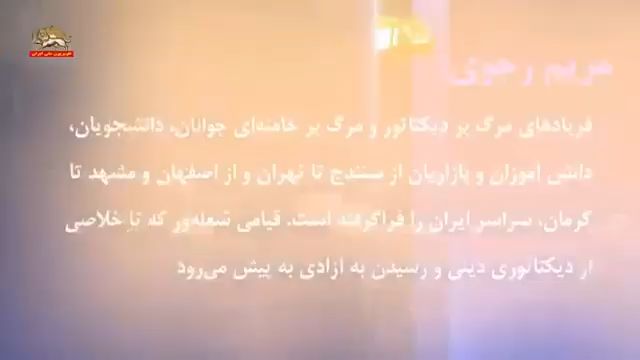 مریم رجوی
فریادهای مرگ بر دیکتاتور و مرگ بر خامنه‌ای جوانان، دانشجویان،
دانش آموزان و بازاریان از سنندج تا تهران و از اصفهان و مشهد تا
کرمان، سراسر ایران را فراگرفته است. قیامی شعله‌ور که تا خلاصی
از دیکتاتوری دینی و رسیدن به آزادی به پیش می‌رود